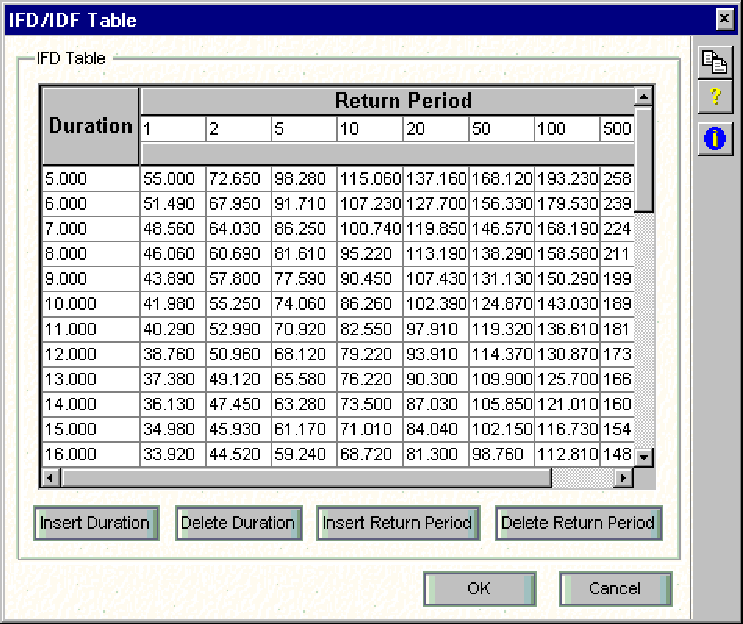 IFD/IDF Table
IFD Table
Return Period
Duration 1 2 5 10 20 50 100 500
5.000 55.000 72.650 98.280 115.060 137.160 168.120 193.230 258
6.000 51.490 67.950 91.710 107.230 127.700 156.330 179.530 239
7.000 48.560 64.030 86.250 100.740 119.850 146.570 168.190 224
8.000 46.060 60.690 81.610 95.220 113.190 138.290 158.580 211
9.000 43.890 57.800 77.590 90.450 107.430 131.130 150.290 199
10.000 41.980 55.250 74.060 86.260 102.390 124.870 143.030 189
11.000 40.290 52.990 70.920 82.550 97.910 119.320 136.610 181
12.000 38.760 50.960 68.120 79.220 93.910 114.370 130.870 173
13.000 37.380 49.120 65.580 76.220 90.300 109.900 125.700 166
14.000 36.130 47.450 63.280 73.500 87.030 105.850 121.010 160
15.000 34.980 45.930 61.170 71.010 84.040 102.150 116.730 154
16.000 33.920 44.520 59.240 68.720 81.300 98.760 112.810 148
Insert Duration Delete Duration Insert Return Period Delete Return Period
OK Cancel